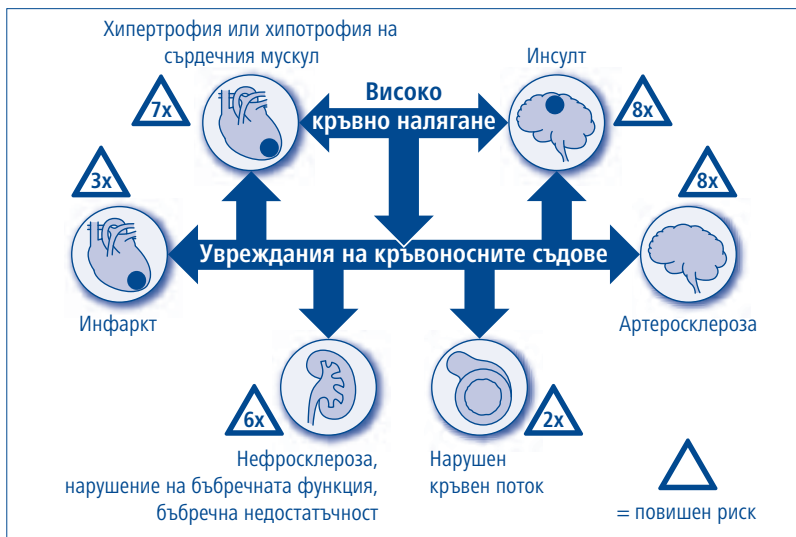 Хипертрофия или хипотрофия на
сърдечния мускул
Инсулт
7x
Високо
кръвно налягане
8x
3x
8x
Увреждания на кръвоносните съдове
Инфаркт
Артеросклероза
6x
2x
Нефросклероза,
нарушение на бъбречната функция,
бъбречна недостатъчност
Нарушен
кръвен поток
= повишен риск